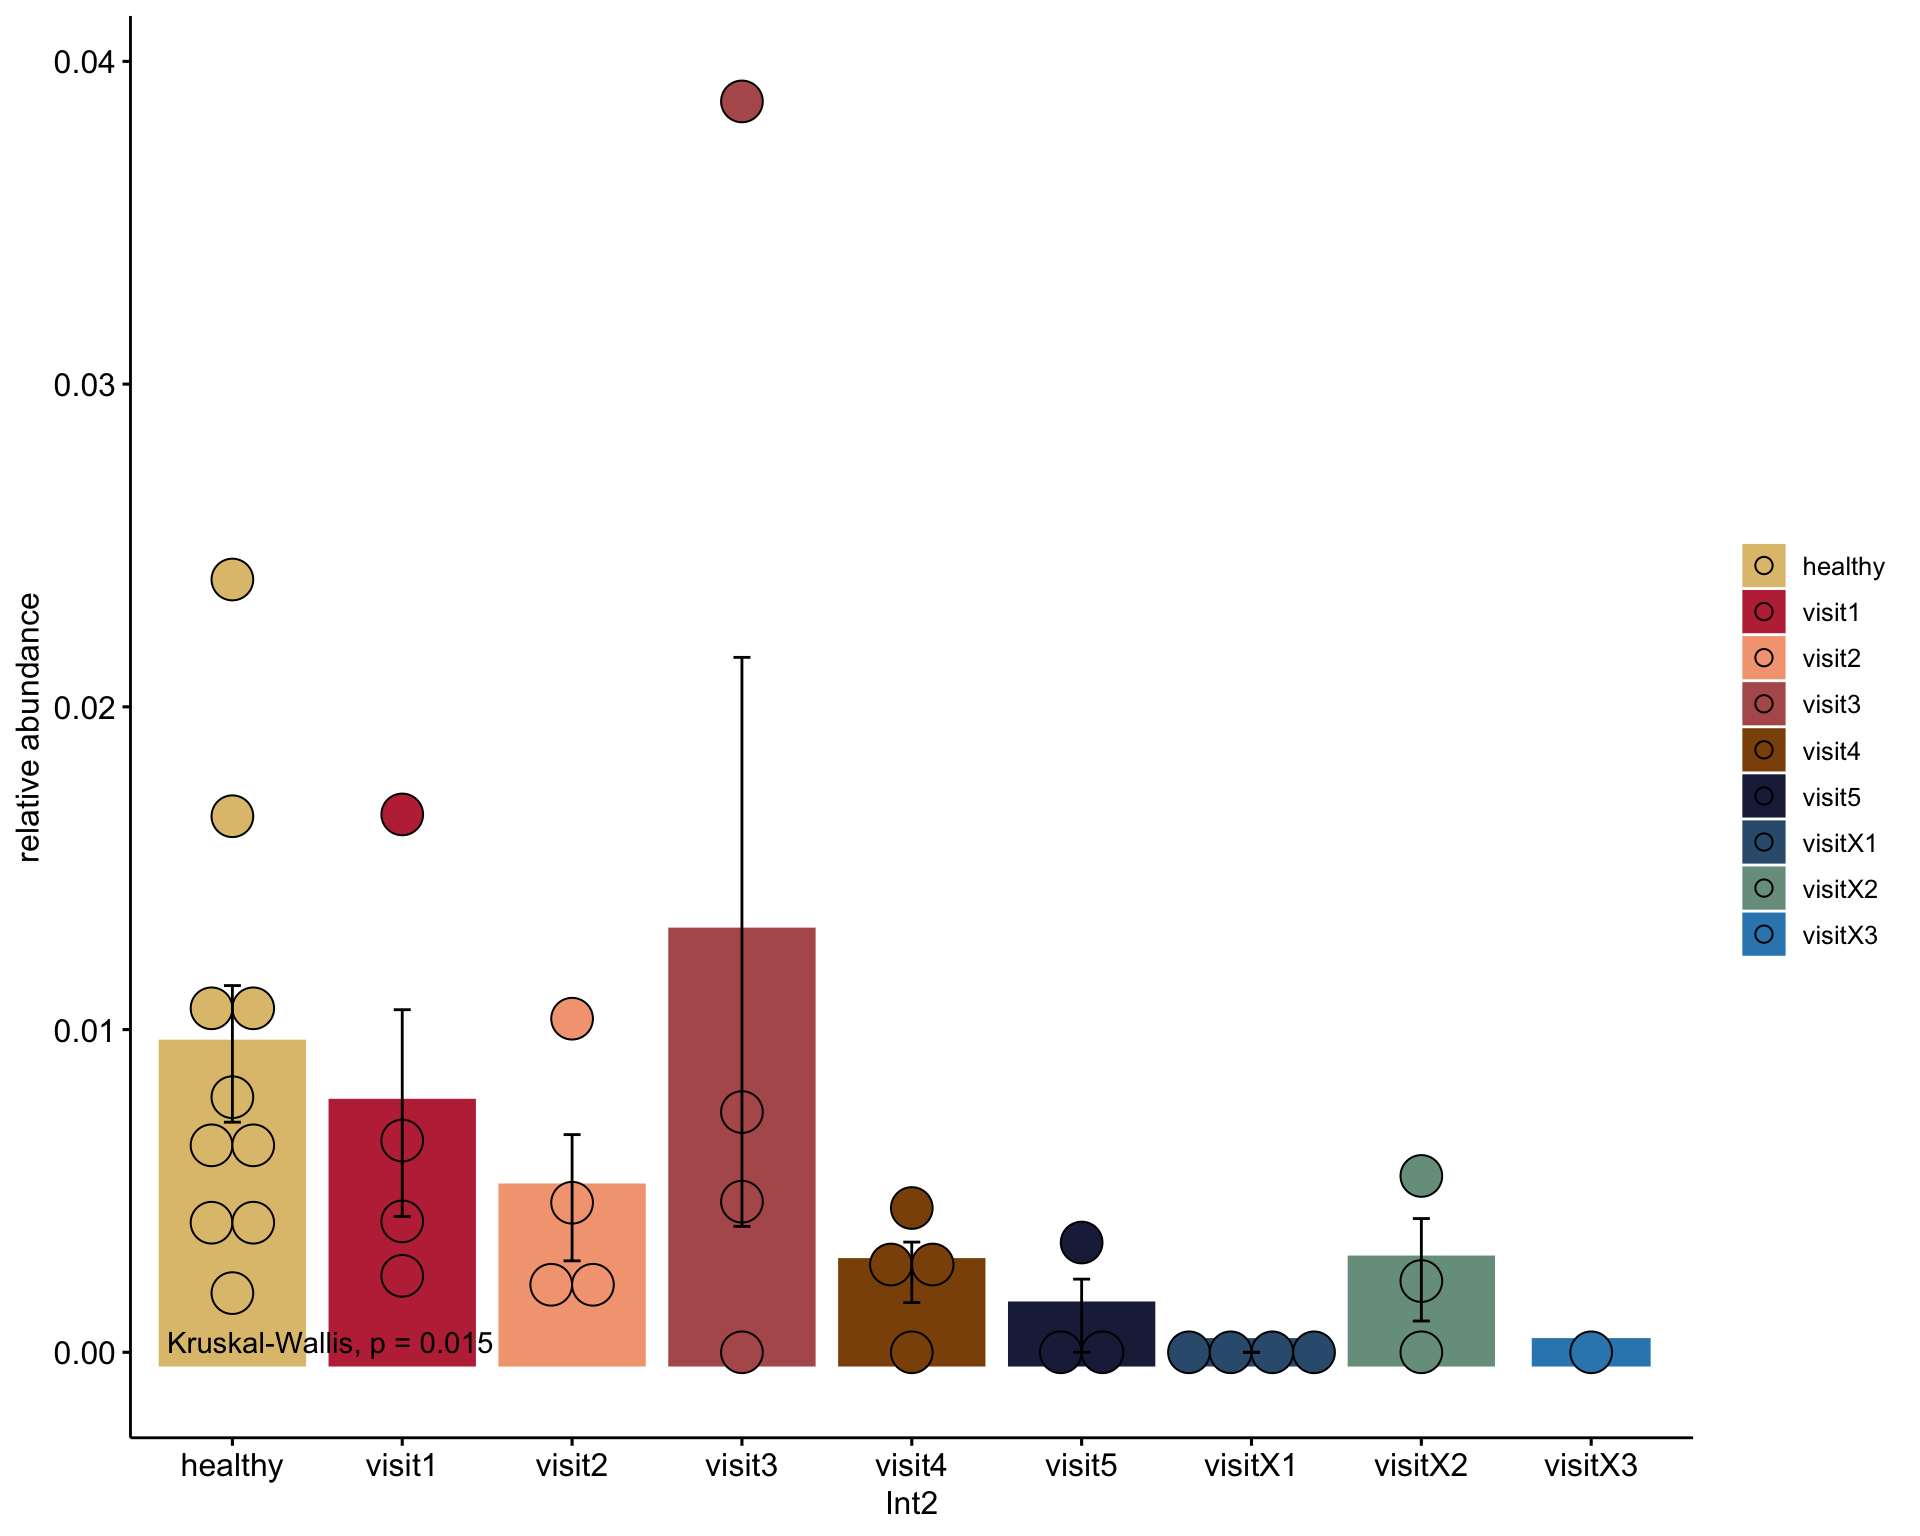 0.04
0.03
0.02
0.01
0.00
relative abundance
Kruskal-Wallis, p = 0.015
healthy
visit1
visit2
visit3
visit4
visit5
visitX1
visitX2
visitX3
Int2
healthy
visit1
visit2
visit3
visit4
visit5
visitX1
visitX2
visitX3